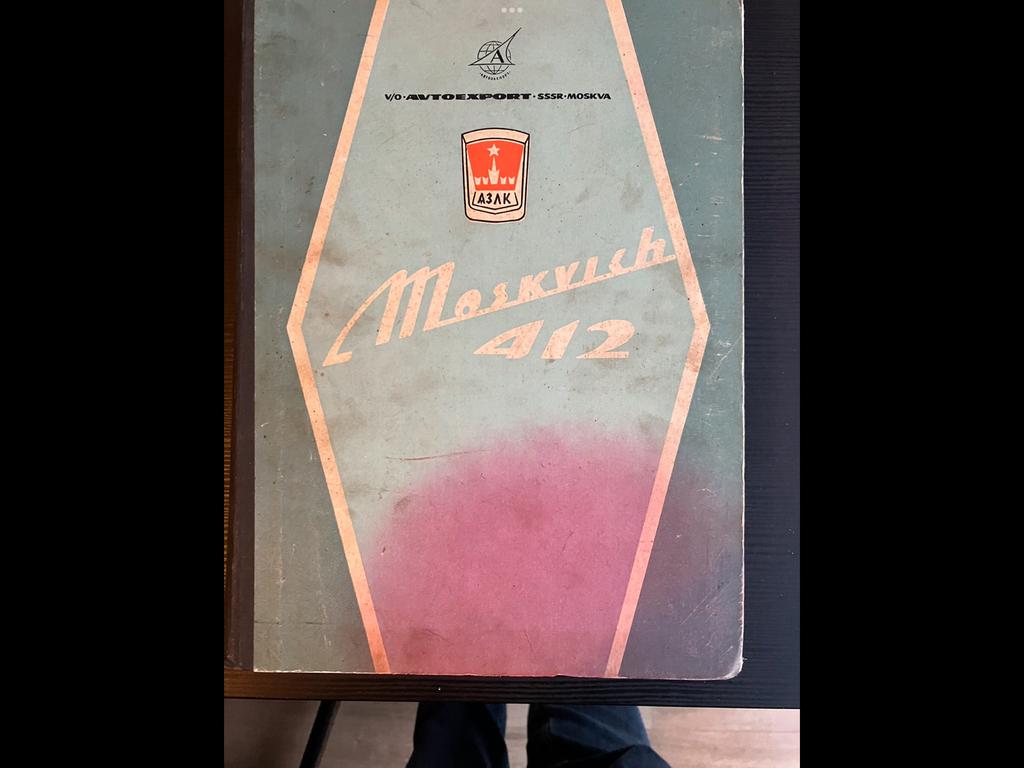 A
V/O·AVTOEXPORT·SSSR·MOSKVA
АЗЛК
Moskvich
412